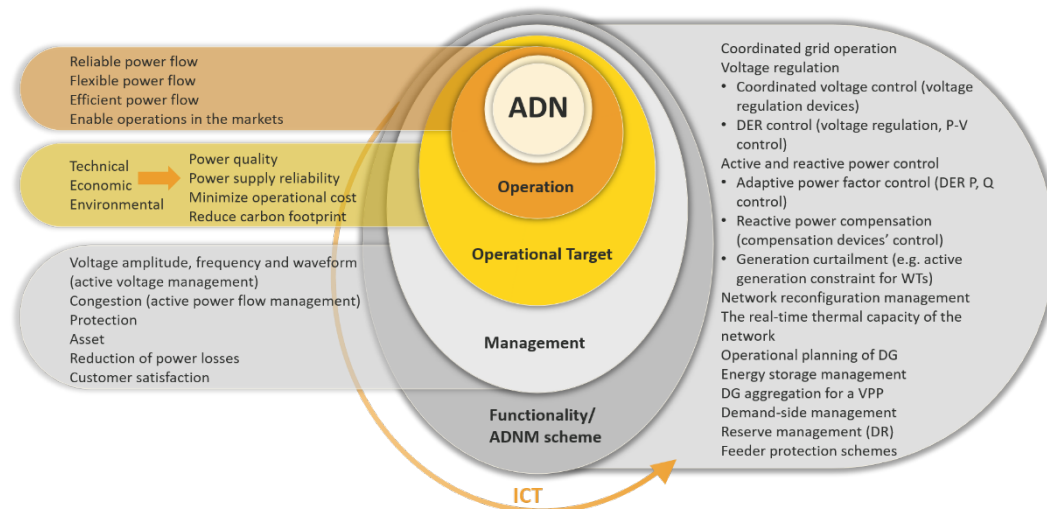 Reliable power flow
Flexible power flow
Efficient power flow
Enable operations in the markets
Technical
Economic
Environmental
Power quality
Power supply reliability
Minimize operational cost
Reduce carbon footprint
Voltage amplitude, frequency and waveform
(active voltage management)
Congestion (active power flow management)
Protection
Asset
Reduction of power losses
Customer satisfaction
ADN
Operation
Operational Target
Management
Functionality/
ADNM scheme
ICT
Coordinated grid operation
Voltage regulation
• Coordinated voltage control (voltage
regulation devices)
• DER control (voltage regulation, P-V
control)
Active and reactive power control
• Adaptive power factor control (DER P, Q
control)
• Reactive power compensation
(compensation devices’ control)
• Generation curtailment (e.g. active
generation constraint for WTs)
Network reconfiguration management
The real-time thermal capacity of the
network
Operational planning of DG
Energy storage management
DG aggregation for a VPP
Demand-side management
Reserve management (DR)
Feeder protection schemes